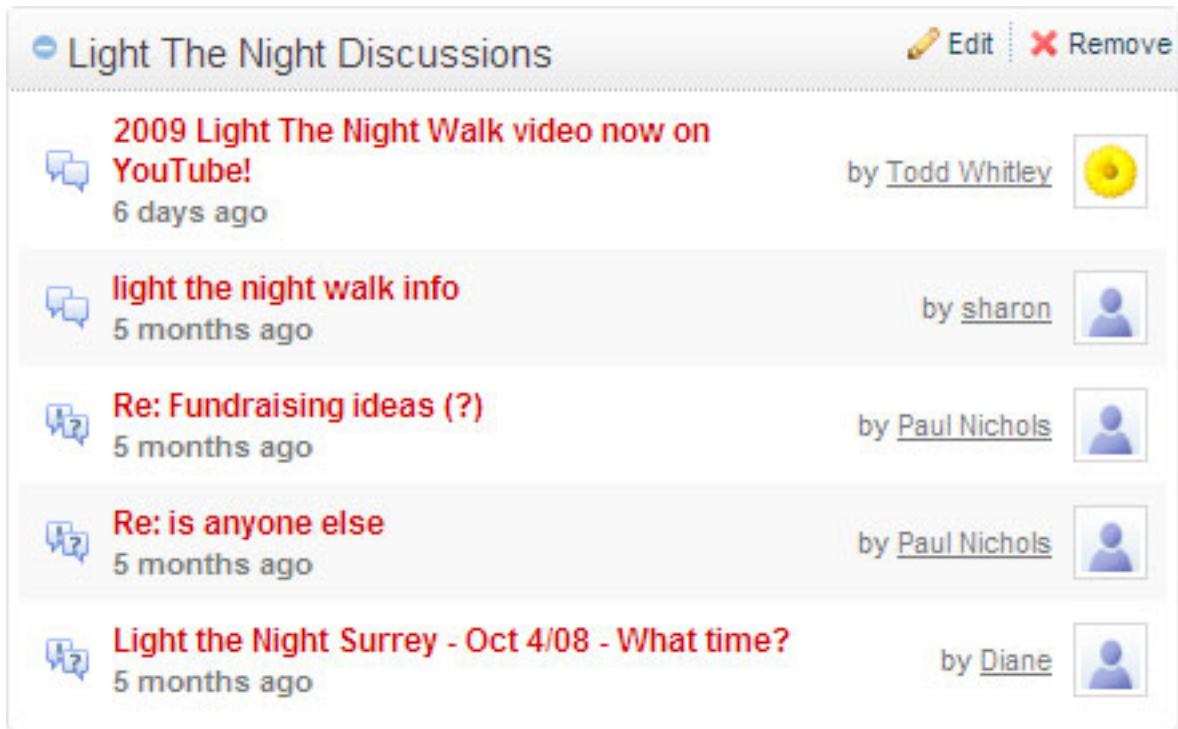 Light The Night Discussions Edit Remove
2009 Light The Night Walk video now on
YouTube!
6 days ago
by Todd Whitley
light the night walk info
5 months ago
by sharon
Re: Fundraising ideas (?)
5 months ago
by Paul Nichols
Re: is anyone else
5 months ago
by Paul Nichols
Light the Night Surrey - Oct 4/08 - What time?
5 months ago
by Diane